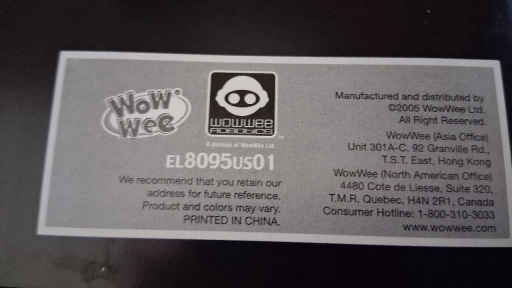 WOW
Wee
WOWWEE
ROBOTICS
A division of WowWee Ltd.
EL8095US01
We recommend that you retain our
address for future reference.
Product and colors may vary.
PRINTED IN CHINA.
Manufactured and distributed by
©2005 WowWee Ltd.
All Right Reserved.
WowWee (Asia Office)
Unit 301A-C, 92 Granville Rd.,
T.S.T. East, Hong Kong
WowWee (North American Office)
4480 Cote de Liesse, Suite 320,
T.M.R. Quebec, H4N 2R1, Canada
Consumer Hotline: 1-800-310-3033
www.wowwee.com